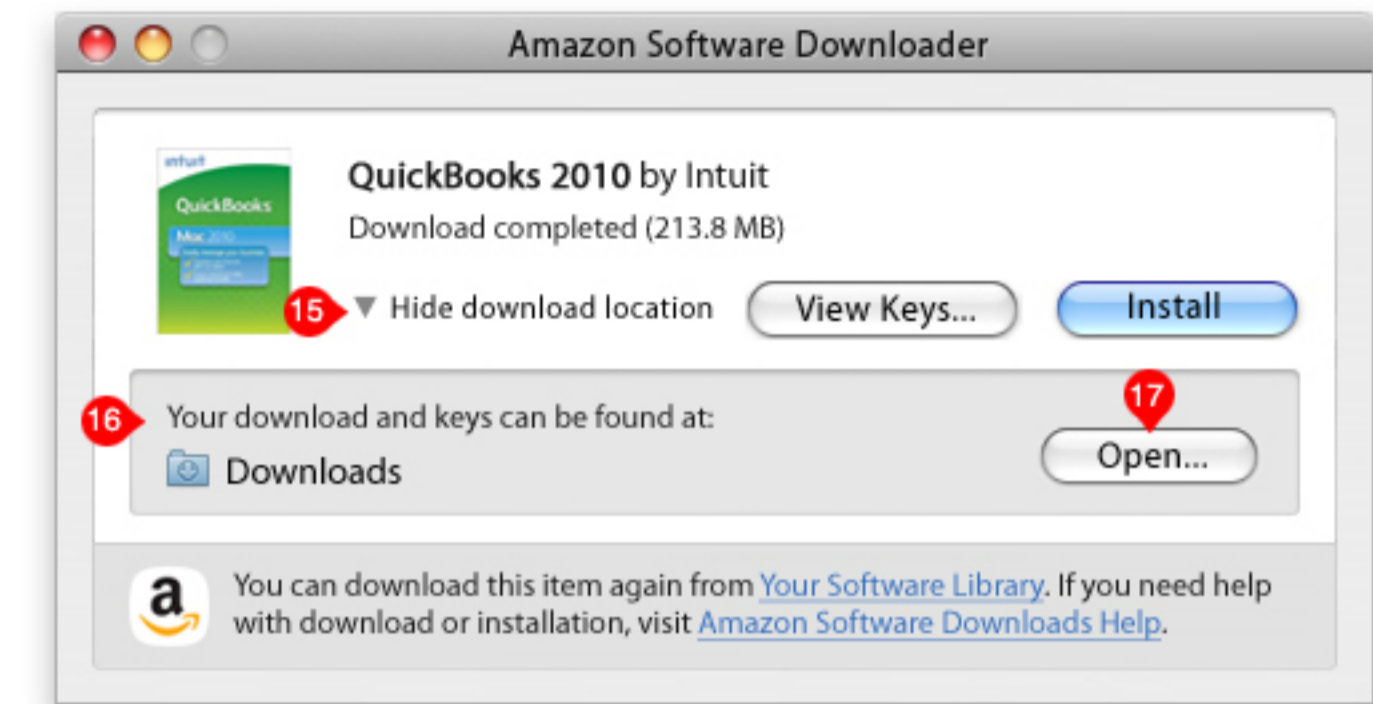 Amazon Software Downloader
intuit
QuickBooks
Mac 2010
QuickBooks 2010 by Intuit
Download completed (213.8 MB)
15
Hide download location
View Keys...
Install
16
Your download and keys can be found at:
17
Downloads
Open...
a
You can download this item again from Your Software Library. If you need help
with download or installation, visit Amazon Software Downloads Help.